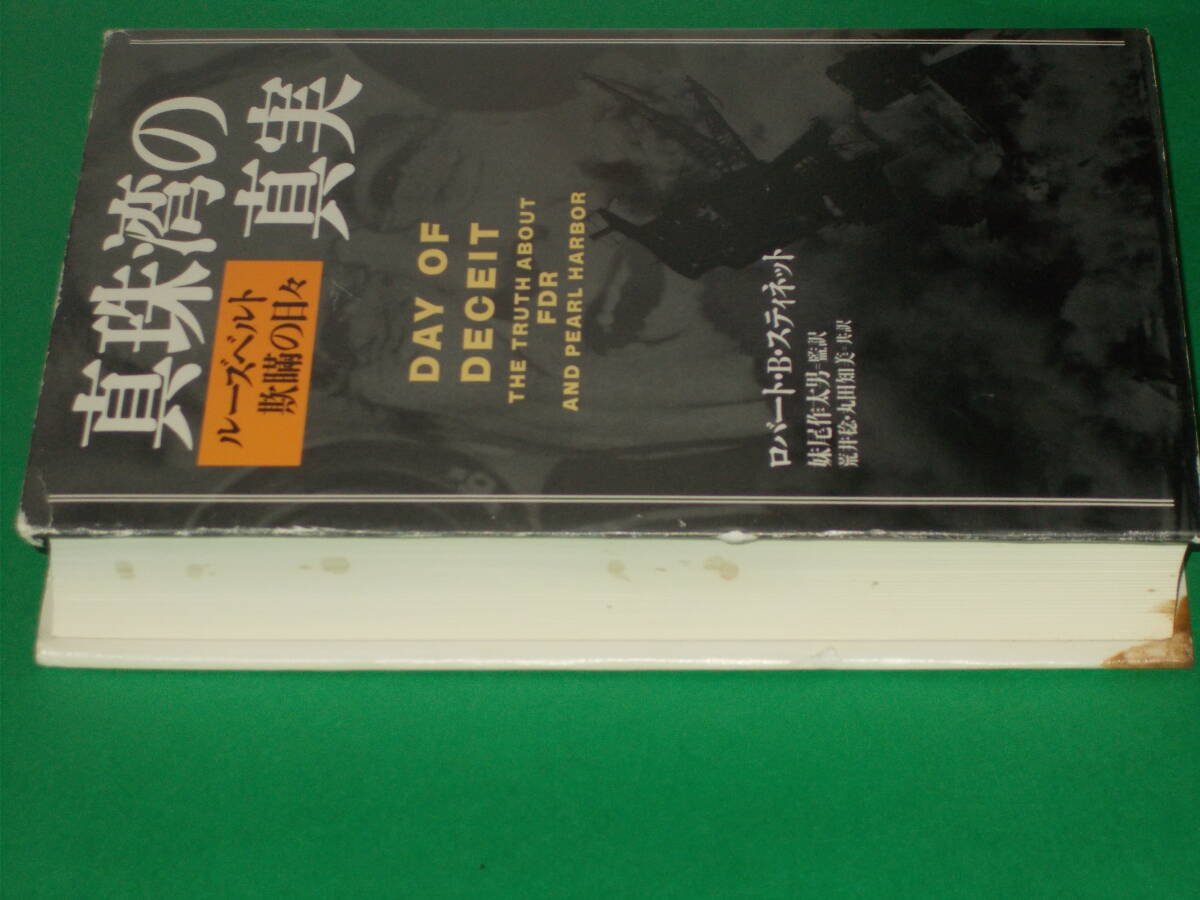 真珠湾の
真実
ルーズベルト
欺瞞の日々
DAY OF
DECEIT
THE TRUTH ABOUT
FDR
AND PEARL HARBOR
ロバート・B・スティネット
妹尾作太男=監訳
荒井稔・丸田知美=共訳